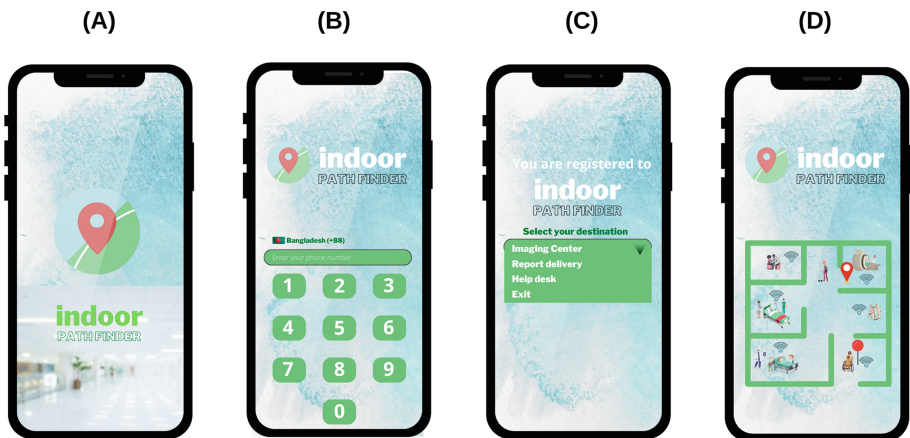 (A)
(B)
(C)
(D)
indoor
PATH FINDER
indoor
PATH FINDER
Bangladesh (+88)
Enter your phone number
1 2 3
4 5 6
7 8 9
0
You are registered to
indoor
PATH FINDER
Select your destination
Imaging Center
Report delivery
Help desk
Exit
indoor
PATH FINDER